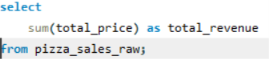 select
sum(total_price) as total_revenue
from pizza_sales_raw;